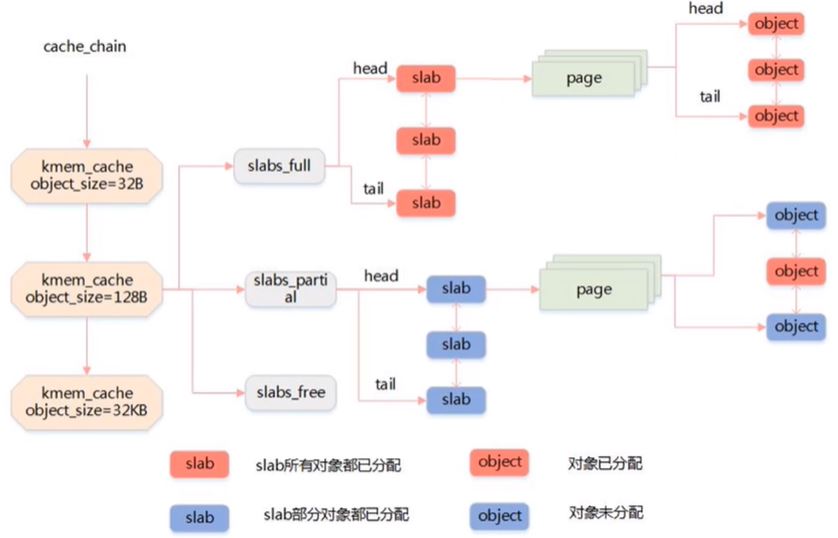 cache_chain
kmem_cache
object_size=32B
kmem_cache
object_size=128B
kmem_cache
object_size=32KB
slabs_full
slabs_parti
al
slabs_free
head
tail
slab
slab
slab
page
head
tail
object
object
object
head
tail
slab
slab
slab
page
object
object
object
slab
slab所有对象都已分配
object
对象已分配
slab
slab部分对象都已分配
object
对象未分配